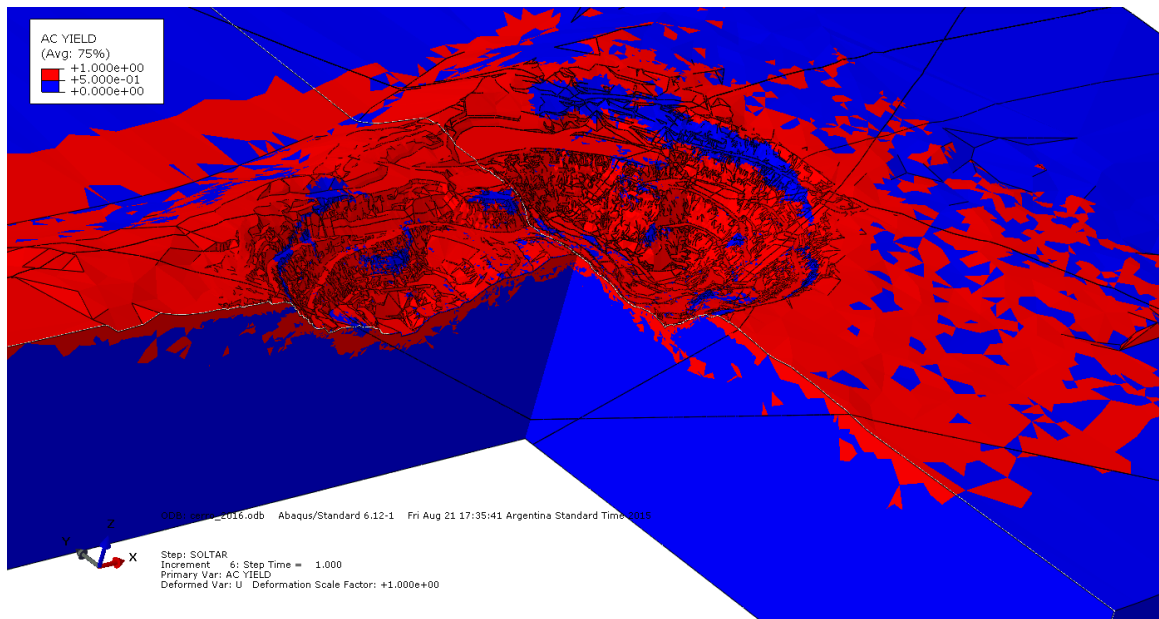 AC YIELD
(Avg: 75%)
+1.000e+00
+5.000e-01
+0.000e+00
2016.odb Abaqus/Standard 6.12-1 Fri Aug 21 17:35:41 Argentina Standard Time 2015
Z
Y
X
Step: SOLTAR
Increment 6: Step Time = 1.000
Primary Var: AC YIELD
Deformed Var: U Deformation Scale Factor: +1.000e+00